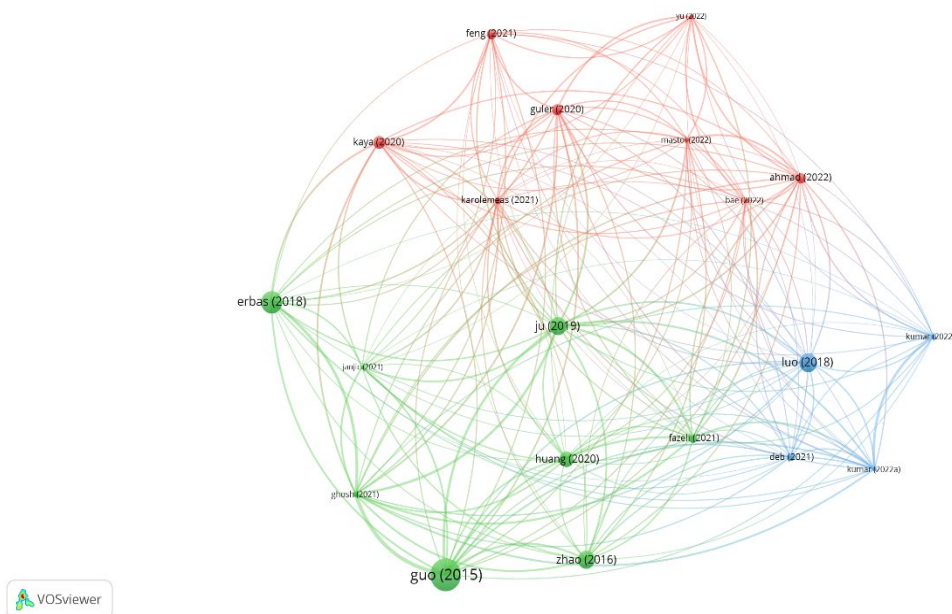 yu (2022)
feng (2021)
guler (2020)
kaya (2020)
mastoi (2022)
ahmad (2022)
karolemeas (2021)
bae (2022)
erbas (2018)
ju (2019)
kumar (2022
luo (2018)
fazeli (2021)
huang (2020)
deb (2021)
kumar (2022a)
ghosh (2021)
zhao (2016)
guo (2015)
VOSviewer